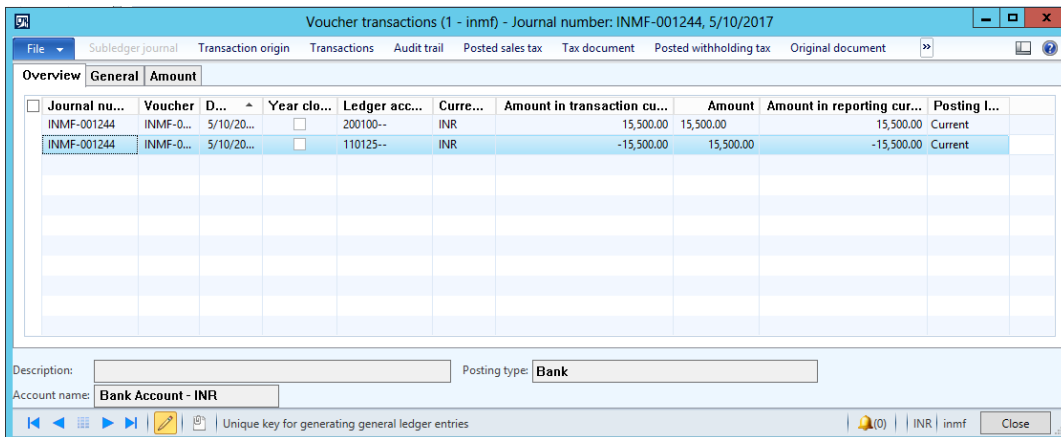 Voucher transactions (1 - inmf) - Journal number: INMF-001244, 5/10/2017
File Subledger journal Transaction origin Transactions Audit trail Posted sales tax Tax document Posted withholding tax Original document »
Overview General Amount
Journal nu... Voucher D... Year clo... Ledger acc... Curre... Amount in transaction cu... Amount Amount in reporting cur... Posting l...
INMF-001244 INMF-0... 5/10/20... 200100-- INR 15,500.00 15,500.00 15,500.00 Current
INMF-001244 INMF-0... 5/10/20... 110125-- INR -15,500.00 15,500.00 -15,500.00 Current
Description: Posting type: Bank
Account name: Bank Account - INR
Unique key for generating general ledger entries (0) INR inmf Close